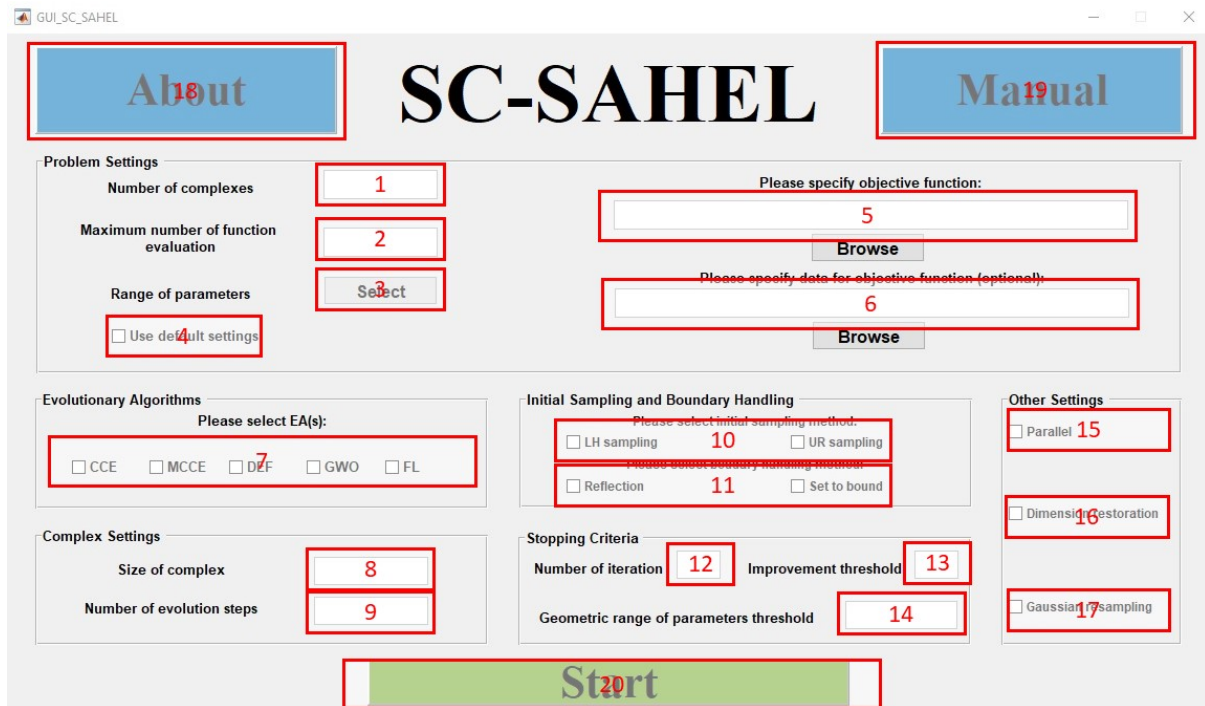 GUI_SC_SAHEL
About
18
SC-SAHEL
Manual
19
Problem Settings
Number of complexes
1
Maximum number of function
evaluation
2
Range of parameters
Select
3
Use default settings
4
Please specify objective function:
5
Browse
Please specify data for objective function (optional):
6
Browse
Evolutionary Algorithms
Please select EA(s):
CCE MCCE DEF GWO FL
7
Initial Sampling and Boundary Handling
Please select initial sampling method:
LH sampling 10 UR sampling
Please select boundary handling method:
Reflection 11 Set to bound
Other Settings
Parallel 15
Dimension restoration
16
Gaussian resampling
17
Complex Settings
Size of complex 8
Number of evolution steps 9
Stopping Criteria
Number of iteration 12 Improvement threshold 13
Geometric range of parameters threshold 14
Start
20